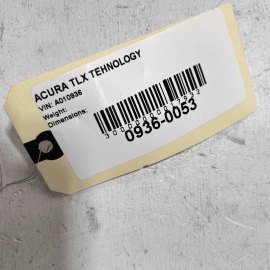 ACURA TLX TEHNOLOGY
VIN: A010936
Weight:
Dimensions:
0936-0053